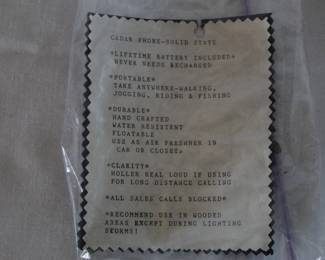 CEDAR PHONE-SOLID STATE
*LIFETIME BATTERY INCLUDED*
NEVER NEEDS RECHARGED
*PORTABLE*
TAKE ANYWHERE-WALKING,
JOGGING, RIDING & FISHING
*DURABLE*
HAND CRAFTED
WATER RESISTENT
FLOATABLE
USE AS AIR FRESHNER IN
CAR OR CLOSET*
*CLARITY*
HOLLER REAL LOUD IF USING
FOR LONG DISTANCE CALLING
*ALL SALES CALLS BLOCKED*
*RECOMMEND USE IN WOODED
AREAS EXCEPT DURING LIGHTING
STORMS!